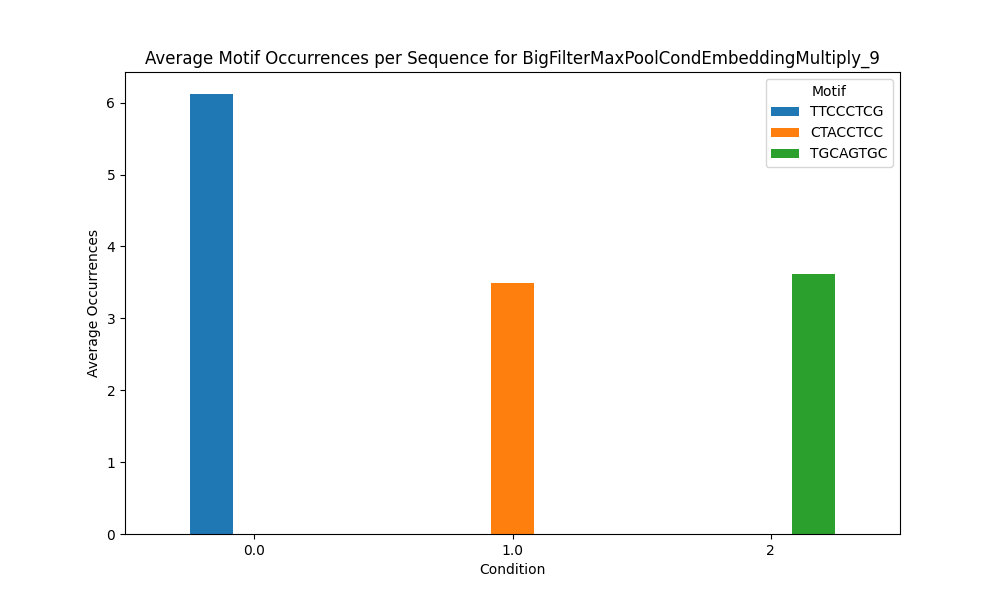 Average Motif Occurrences per Sequence for BigFilterMaxPoolCondEmbeddingMultiply_9
Motif
TTCCCTCG
CTACCTCC
TGCAGTGC
6
5
4
3
2
1
0
Average Occurrences
0.0 1.0 2
Condition